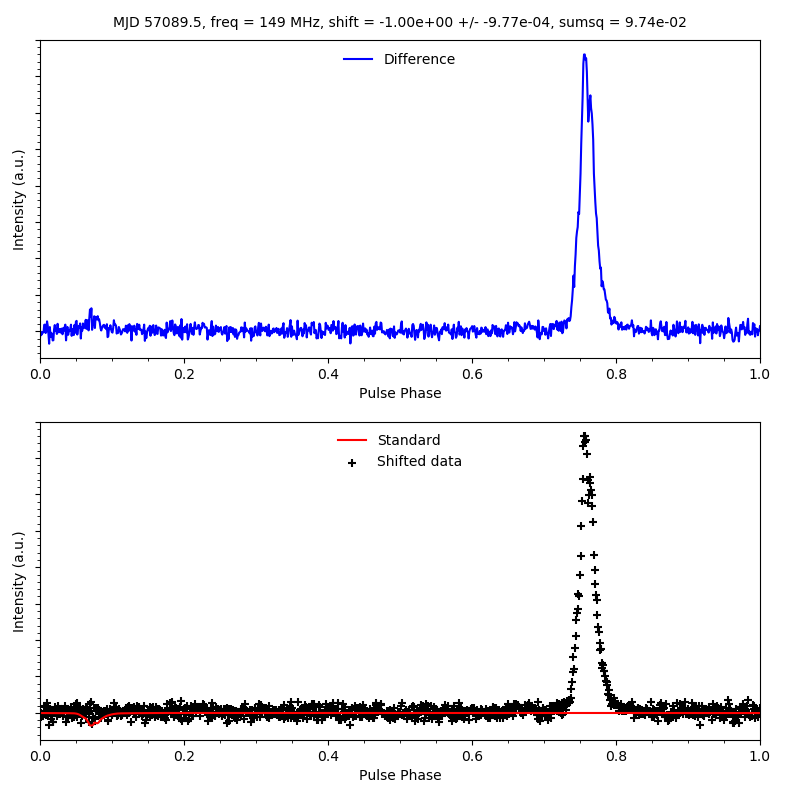 MJD 57089.5, freq = 149 MHz, shift = -1.00e+00 +/- -9.77e-04, sumsq = 9.74e-02
Difference
Intensity (a.u.)
0.0 0.2 0.4 0.6 0.8 1.0
Pulse Phase
Standard
Shifted data
Intensity (a.u.)
0.0 0.2 0.4 0.6 0.8 1.0
Pulse Phase